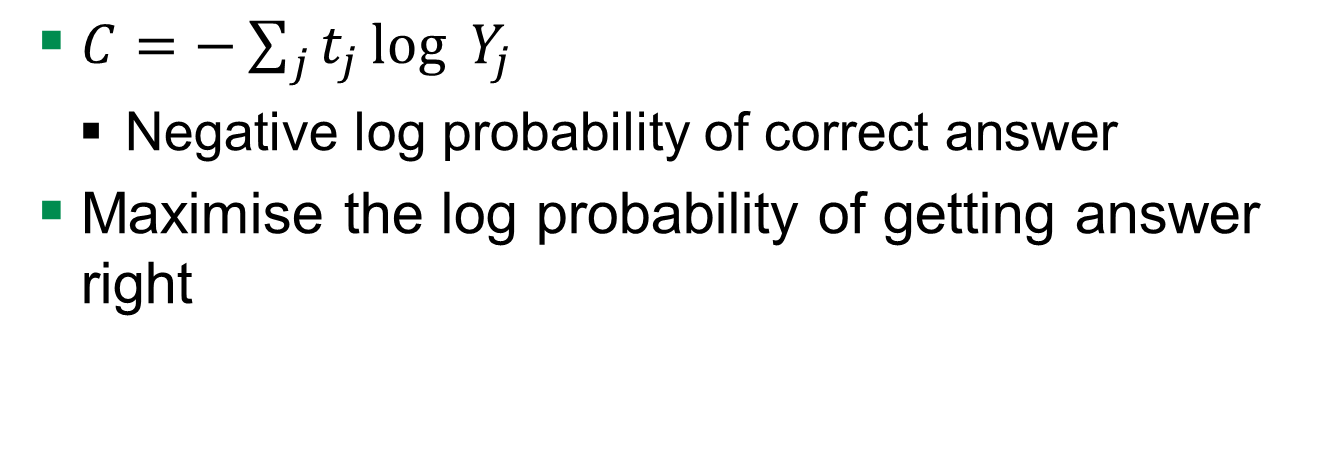 ▪ C = − ∑_j t_j log Y_j
▪ Negative log probability of correct answer
▪ Maximise the log probability of getting answer
right